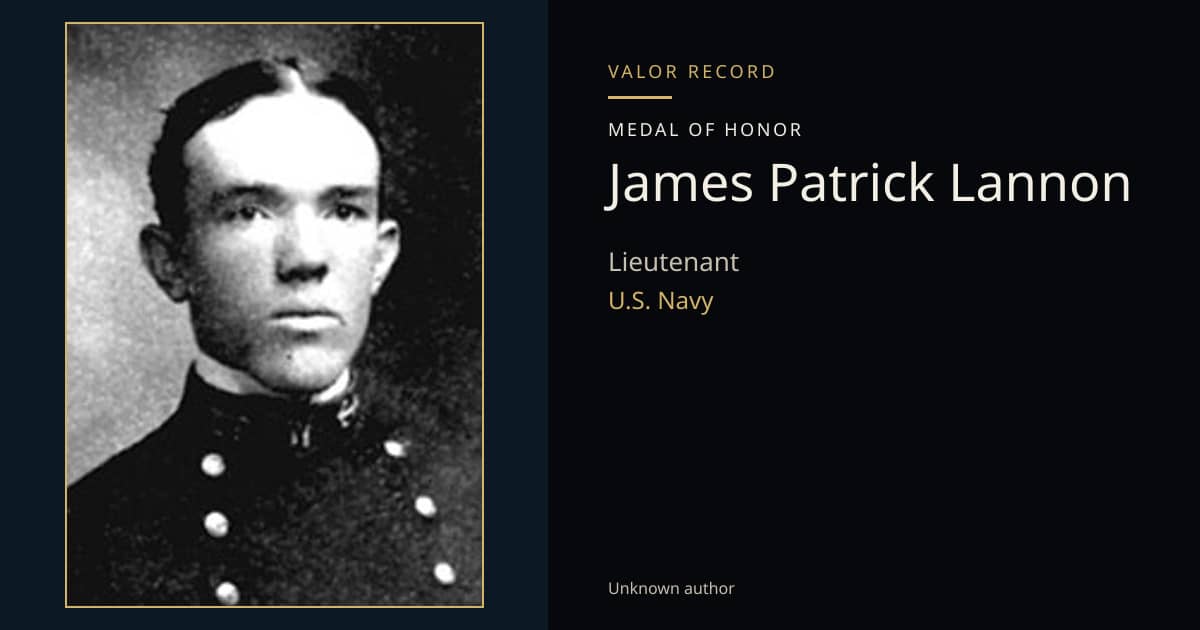 VALOR RECORD
MEDAL OF HONOR
James Patrick Lannon
Lieutenant
U.S. Navy
Unknown author